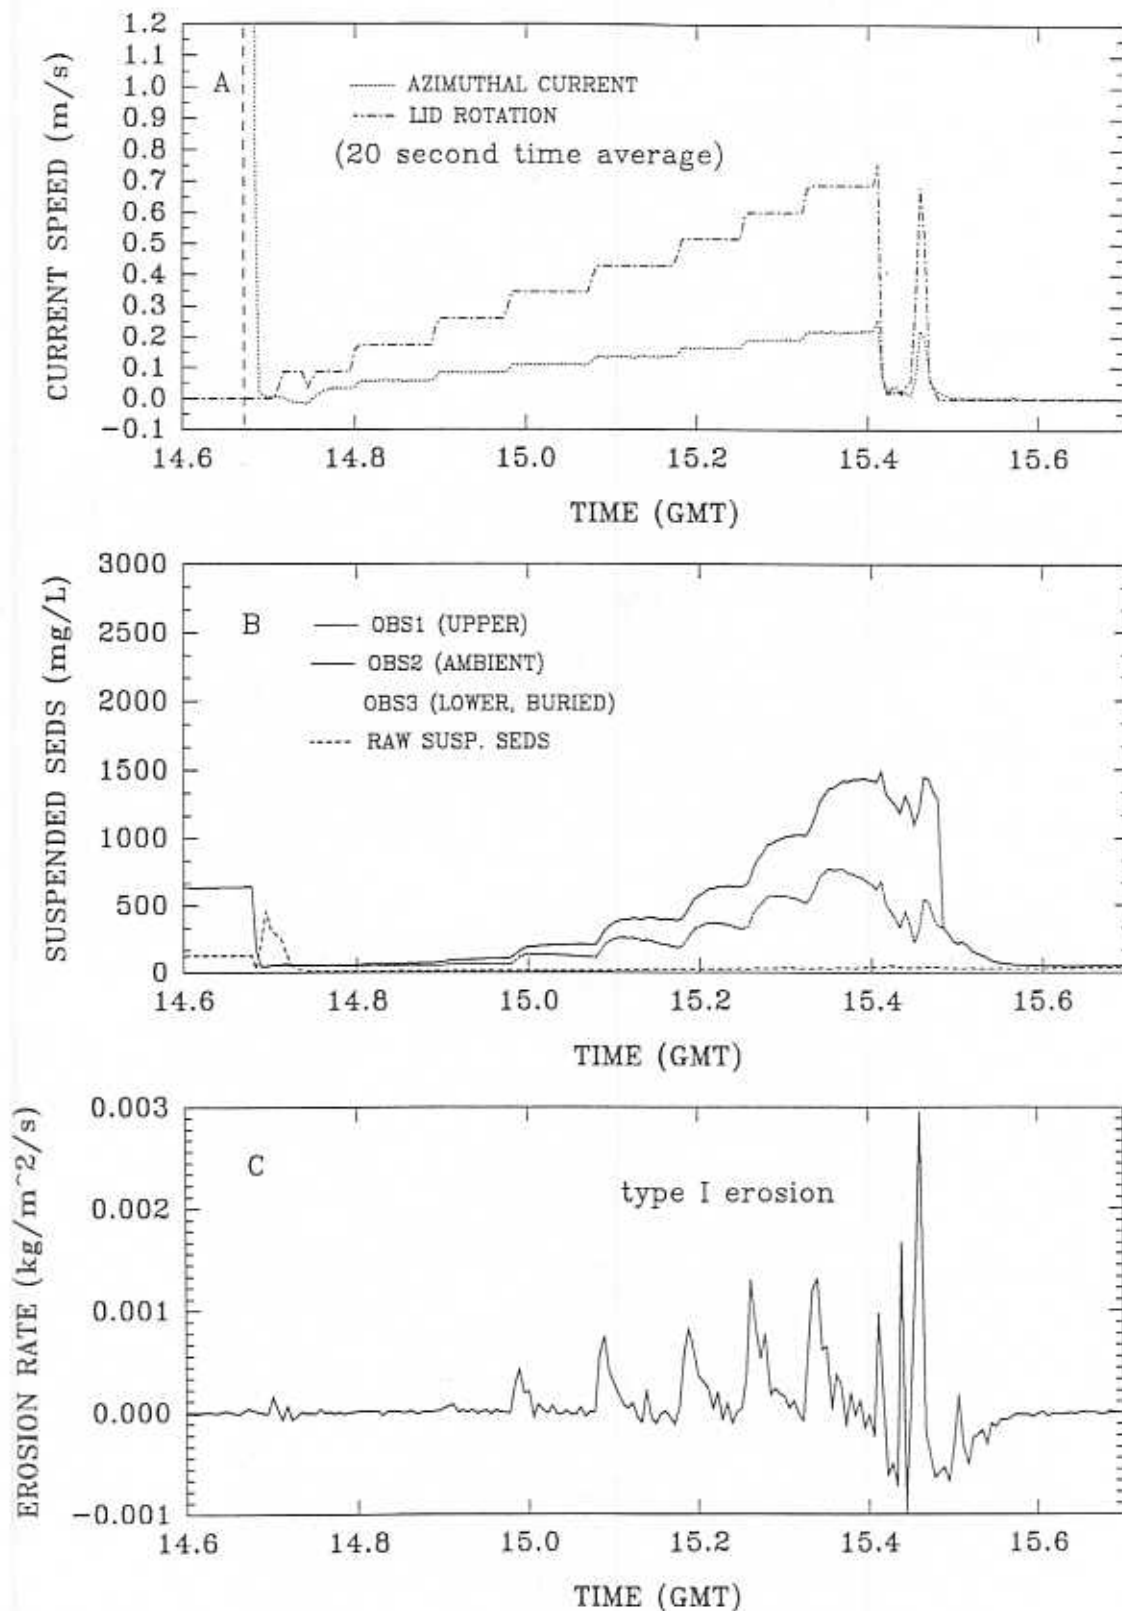 1.2
1.1
1.0
0.9
0.8
0.7
0.6
0.5
0.4
0.3
0.2
0.1
0.0
-0.1
CURRENT SPEED (m/s)
A
AZIMUTHAL CURRENT
LID ROTATION
(20 second time average)
14.6 14.8 15.0 15.2 15.4 15.6
TIME (GMT)
3000
2500
2000
1500
1000
500
0
SUSPENDED SEDS (mg/L)
B
OBS1 (UPPER)
OBS2 (AMBIENT)
OBS3 (LOWER, BURIED)
RAW SUSP. SEDS
14.6 14.8 15.0 15.2 15.4 15.6
TIME (GMT)
0.003
0.002
0.001
0.000
-0.001
EROSION RATE (kg/m^2/s)
C
type I erosion
14.6 14.8 15.0 15.2 15.4 15.6
TIME (GMT)